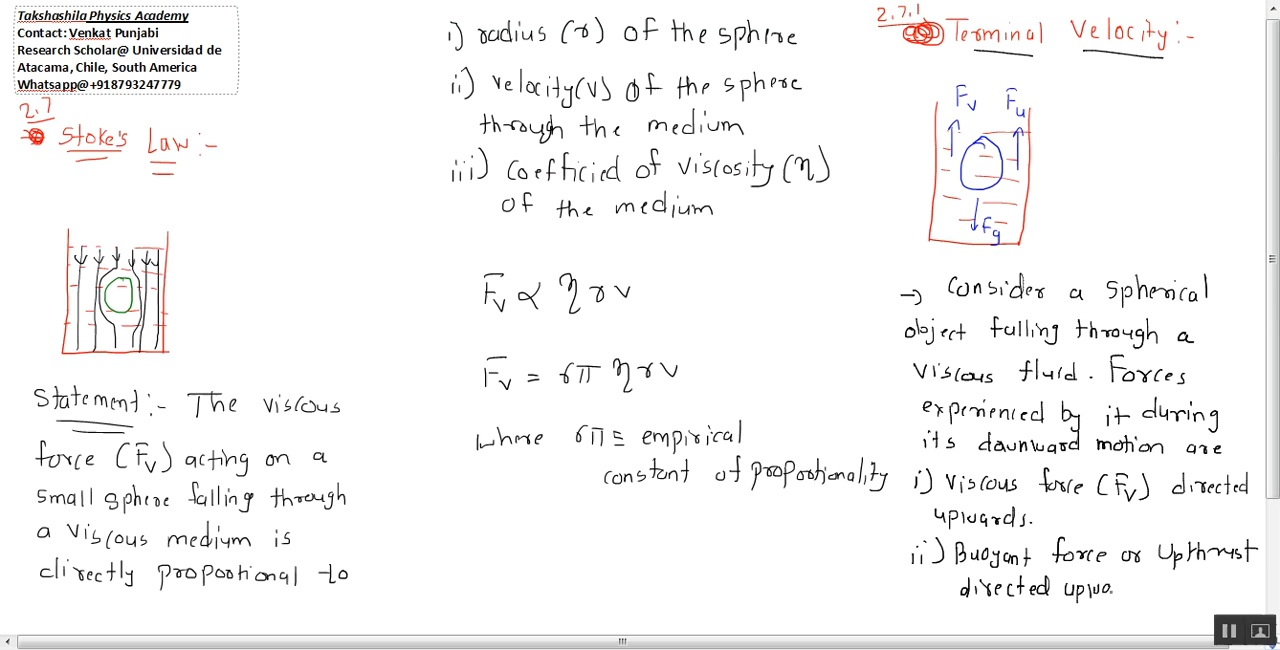 Takshashila Physics Academy
Contact: Venkat Punjabi
Research Scholar@ Universidad de
Atacama, Chile, South America
Whatsapp@+918793247779
2.7
Stoke's Law :-
Statement :- The viscous
force (Fv) acting on a
small sphere falling through
a viscous medium is
directly proportional to
i) radius (r) of the sphere
ii) velocity(v) of the sphere
through the medium
iii) Coefficied of viscosity (η)
of the medium
Fv ∝ η r v
Fv = 6π η r v
where 6π ≡ empirical
constant of proportionality
2.7.1
Terminal Velocity :-
Fv Fu
Fg
→ Consider a spherical
object falling through a
viscous fluid. Forces
experienced by it during
its downward motion are
i) Viscous force (Fv) directed
upwards.
ii) Buoyant force or Upthrust
directed upwa